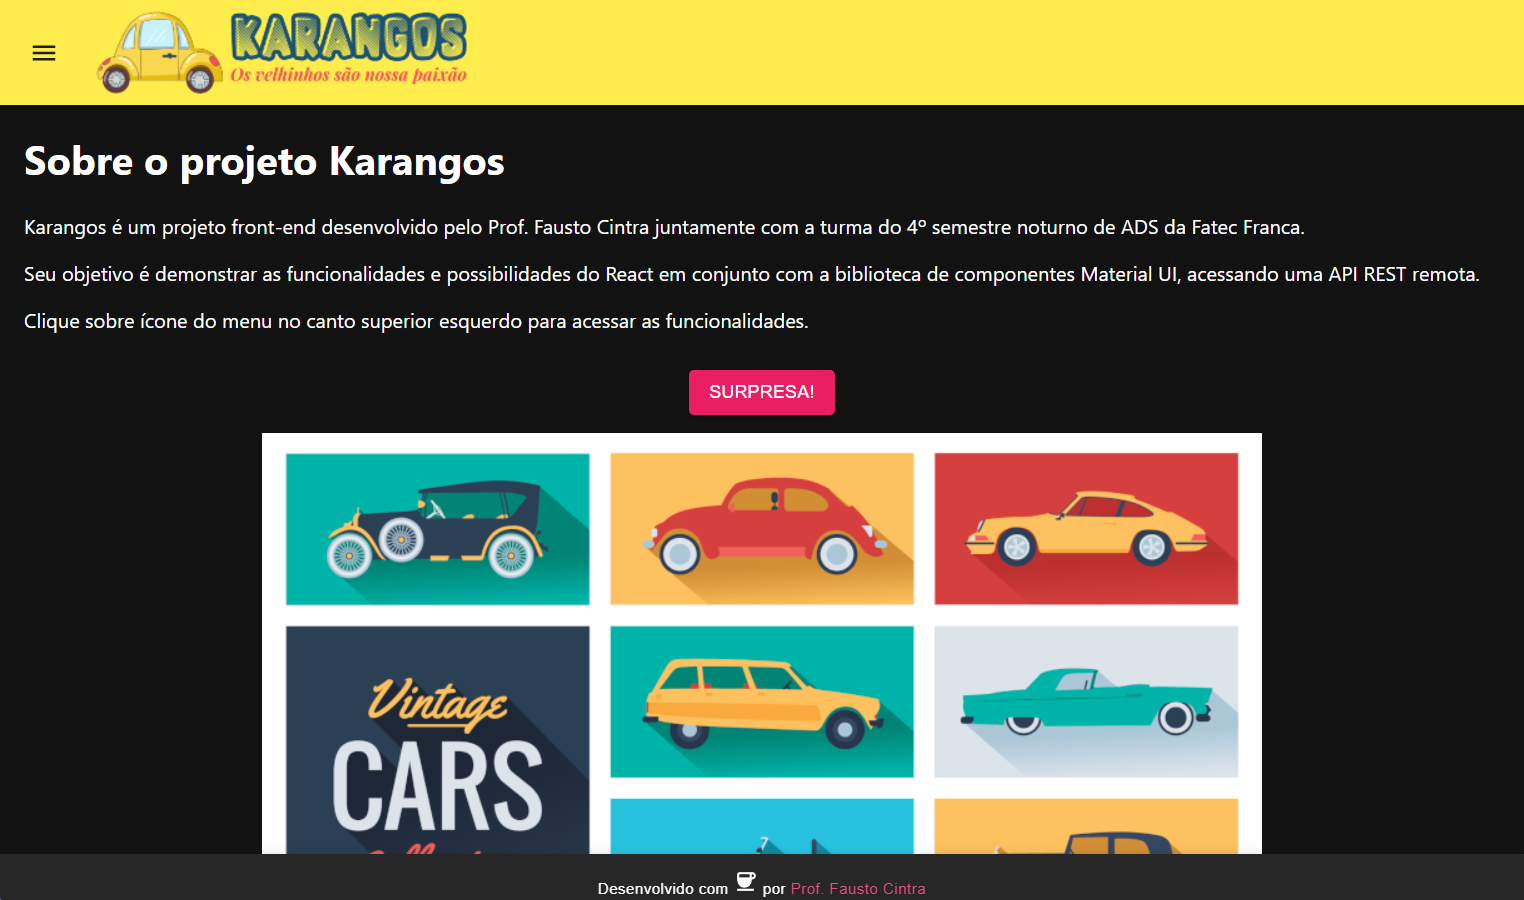 KARANGOS
Os velhinhos são nossa paixão
Sobre o projeto Karangos
Karangos é um projeto front-end desenvolvido pelo Prof. Fausto Cintra juntamente com a turma do 4º semestre noturno de ADS da Fatec Franca.
Seu objetivo é demonstrar as funcionalidades e possibilidades do React em conjunto com a biblioteca de componentes Material UI, acessando uma API REST remota.
Clique sobre ícone do menu no canto superior esquerdo para acessar as funcionalidades.
SURPRESA!
Vintage
CARS
7
Desenvolvido com por Prof. Fausto Cintra